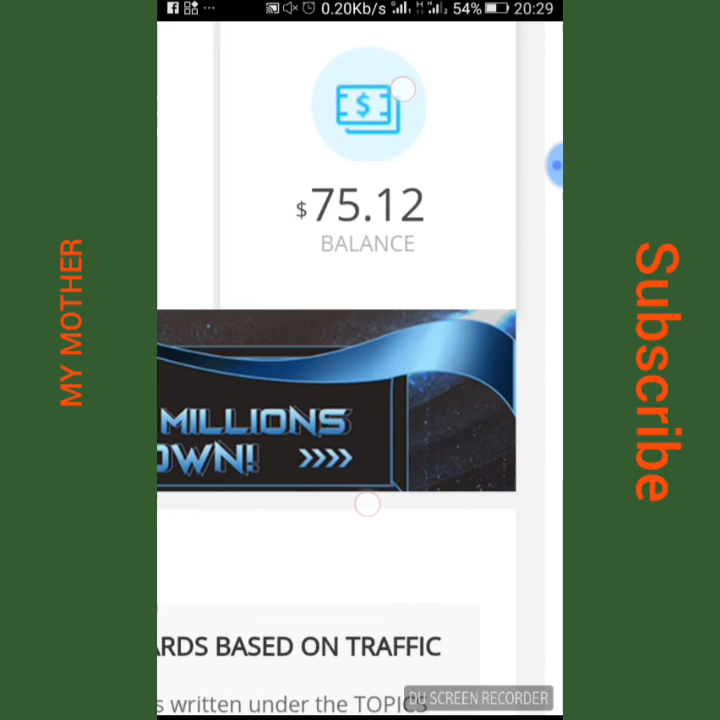 0.20Kb/s 54% 20:29
$75.12
BALANCE
MILLIONS
OWN! >>>>
ARDS BASED ON TRAFFIC
s written under the TOPICS
DU SCREEN RECORDER
MY MOTHER
Subscribe